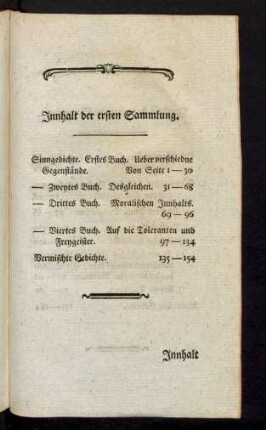 Innhalt der ersten Sammlung.
Sinngedichte. Erstes Buch. Ueber verschiedne
Gegenstände. Von Seite 1—30
— Zweytes Buch. Desgleichen. 31—68
— Drittes Buch. Moralischen Innhalts.
69—96
— Viertes Buch. Auf die Toleranten und
Freygeister. 97—134
Vermischte Gedichte. 135—154
Innhalt